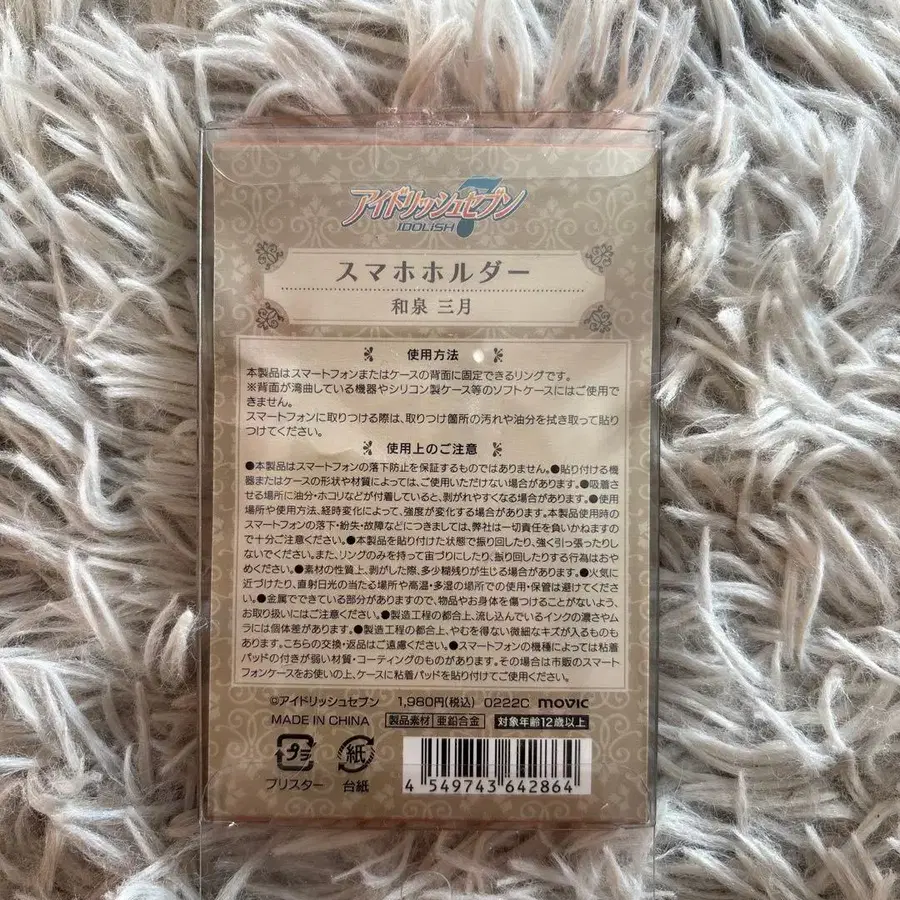 アイドリッシュセブン
IDOLiSH7
スマホホルダー
和泉 三月
使用方法
本製品はスマートフォンまたはケースの背面に固定できるリングです。
※背面が湾曲している機器やシリコン製ケース等のソフトケースにはご使用で
きません。
スマートフォンに取りつける際は、取りつけ箇所の汚れや油分を拭き取って貼り
つけてください。
使用上のご注意
●本製品はスマートフォンの落下防止を保証するものではありません。●貼り付ける機
器またはケースの形状や材質によっては、ご使用いただけない場合があります。●吸着さ
せる場所に油分・ホコリなどが付着していると、剥がれやすくなる場合があります。●使用
場所や使用方法、経時変化によって、強度が変化する場合があります。本製品使用時の
スマートフォンの落下・紛失・故障などにつきましては、弊社は一切責任を負いかねますの
で十分ご注意ください。●本製品を貼り付けた状態で振り回したり、強く引っ張ったりし
ないでください。また、リングのみを持って宙づりにしたり、振り回したりする行為はおや
めください。●素材の性質上、剥がした際、多少糊残りが生じる場合があります。●火気に
近づけたり、直射日光の当たる場所や高温・多湿の場所での使用・保管は避けてくださ
い。●金属でできている部分がありますので、物品やお身体を傷つけることがないよう、
お取り扱いにはご注意ください。●製造工程の都合上、流し込んでいるインクの濃さやム
ラには個体差があります。●製造工程の都合上、やむを得ない微細なキズが入るものも
あります。こちらの交換・返品はご遠慮ください。●スマートフォンの機種によっては粘着
パッドの付きが弱い材質・コーティングのものがあります。その場合は市販のスマート
フォンケースをお使いの上、ケースに粘着パッドを貼り付けてご使用ください。
©アイドリッシュセブン 1,980円(税込) 0222C movic
MADE IN CHINA 製品素材 亜鉛合金 対象年齢12歳以上
プラ 紙
ブリスター 台紙
4 549743 642864